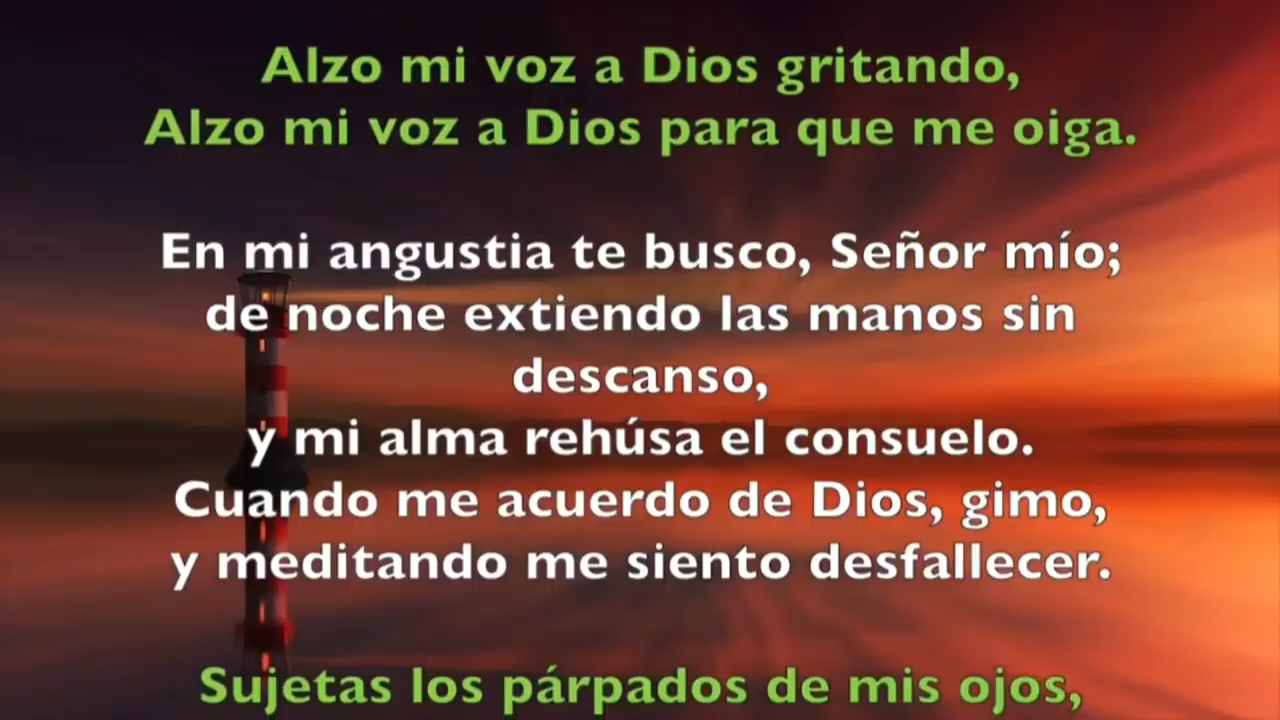 Alzo mi voz a Dios gritando,
Alzo mi voz a Dios para que me oiga.
En mi angustia te busco, Señor mío;
de noche extiendo las manos sin
descanso,
y mi alma rehúsa el consuelo.
Cuando me acuerdo de Dios, gimo,
y meditando me siento desfallecer.
Sujetas los párpados de mis ojos,